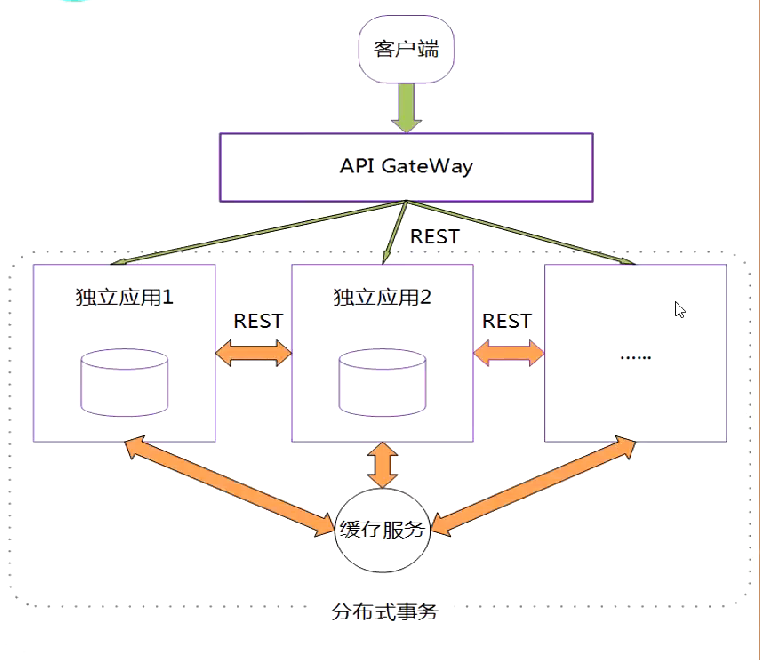 客户端
API GateWay
REST
独立应用1
独立应用2
REST
REST
......
缓存服务
分布式事务